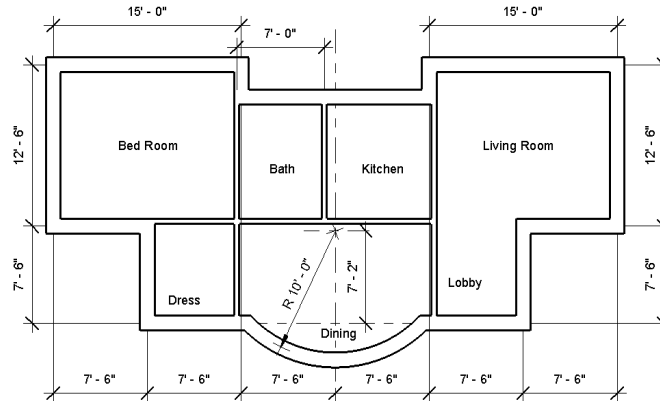 15' - 0"
15' - 0"
7' - 0"
12' - 6"
Bed Room
Bath
Kitchen
Living Room
12' - 6"
7' - 6"
Dress
R 10' - 0"
7' - 2"
Dining
Lobby
7' - 6"
7' - 6"
7' - 6"
7' - 6"
7' - 6"
7' - 6"
7' - 6"